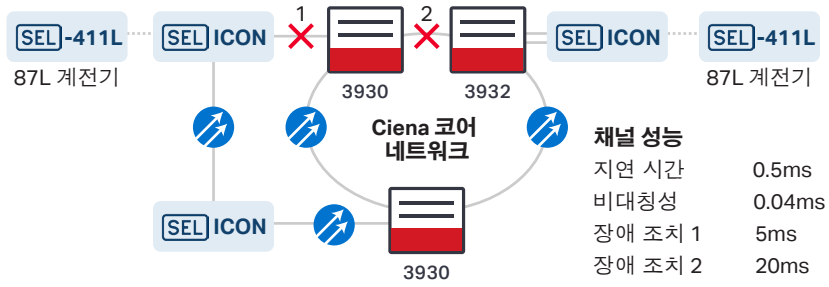 1
2
SEL -411L
SEL ICON
SEL ICON
SEL -411L
87L 계전기
3930
3932
87L 계전기
Ciena 코어
네트워크
채널 성능
지연 시간 0.5ms
비대칭성 0.04ms
장애 조치 1 5ms
장애 조치 2 20ms
SEL ICON
3930